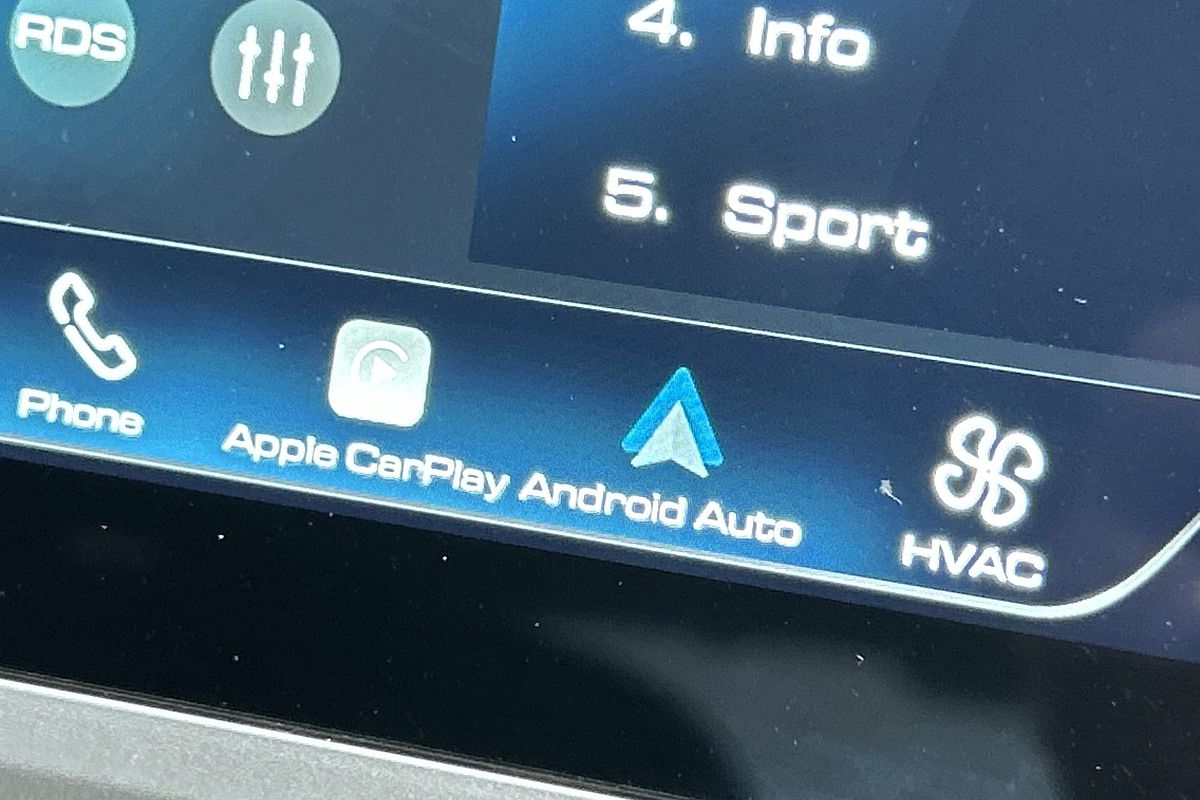 RDS
4. Info
5. Sport
Phone
Apple CarPlay
Android Auto
HVAC